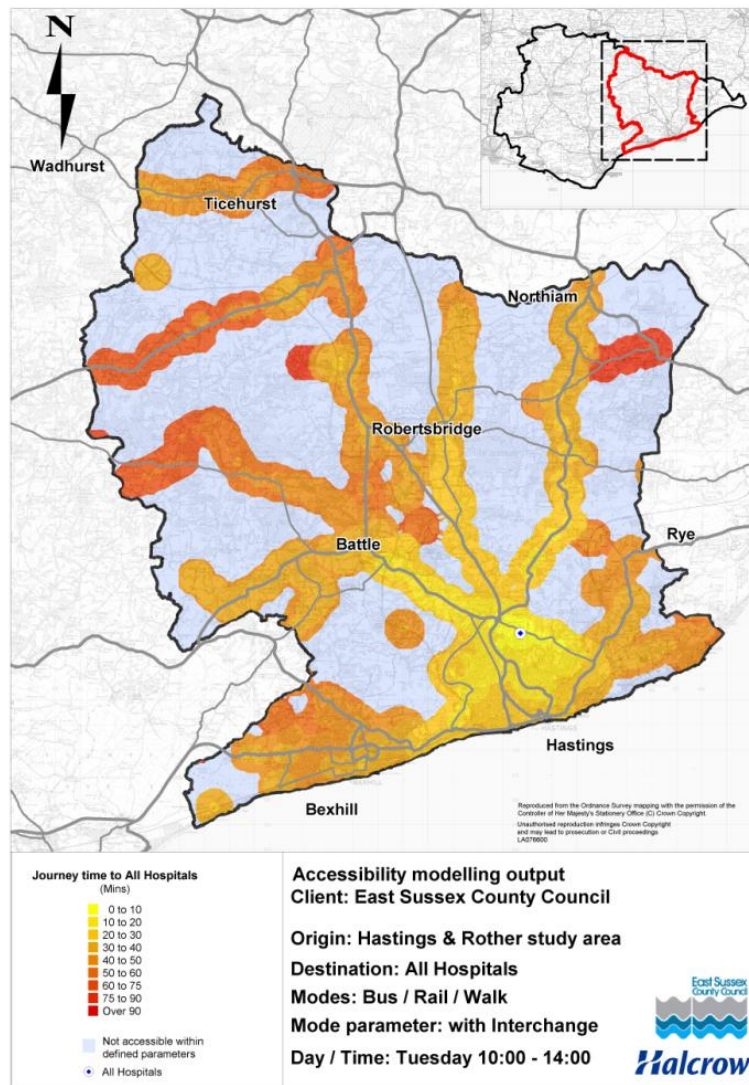 N
Wadhurst
Ticehurst
Northiam
Robertsbridge
Battle
Rye
Hastings
Bexhill
Reproduced from the Ordnance Survey mapping with the permission of the
Controller of Her Majesty's Stationery Office (C) Crown Copyright.
Unauthorised reproduction infringes Crown Copyright
and may lead to prosecution or Civil proceedings.
LA076600
Journey time to All Hospitals
(Mins)
0 to 10
10 to 20
20 to 30
30 to 40
40 to 50
50 to 60
60 to 75
75 to 90
Over 90
Not accessible within
defined parameters
All Hospitals
Accessibility modelling output
Client: East Sussex County Council
Origin: Hastings & Rother study area
Destination: All Hospitals
Modes: Bus / Rail / Walk
Mode parameter: with Interchange
Day / Time: Tuesday 10:00 - 14:00
East Sussex
County Council
Halcrow